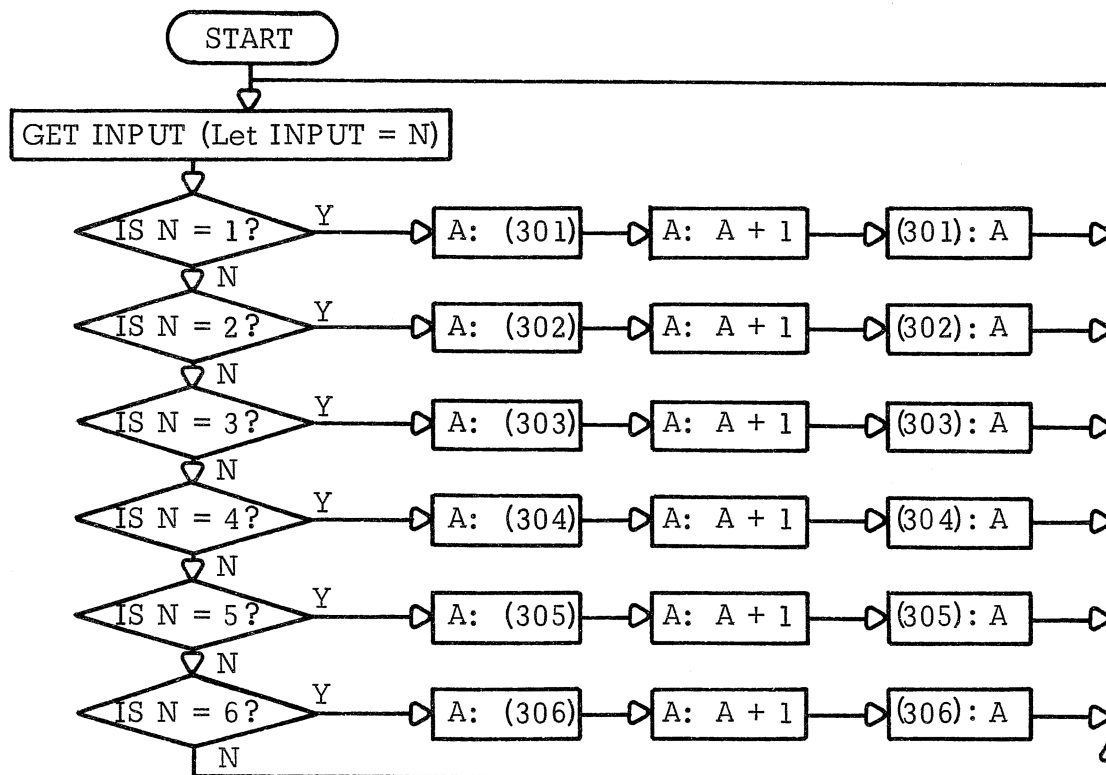 START
GET INPUT (Let INPUT = N)
IS N = 1? Y A: (301) A: A + 1 (301): A
N
IS N = 2? Y A: (302) A: A + 1 (302): A
N
IS N = 3? Y A: (303) A: A + 1 (303): A
N
IS N = 4? Y A: (304) A: A + 1 (304): A
N
IS N = 5? Y A: (305) A: A + 1 (305): A
N
IS N = 6? Y A: (306) A: A + 1 (306): A
N